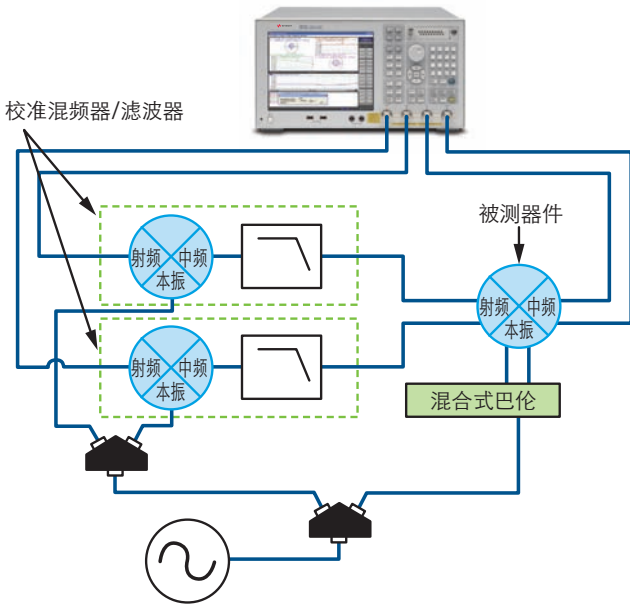 校准混频器/滤波器
被测器件
射频 中频
本振
射频 中频
本振
射频 中频
本振
混合式巴伦